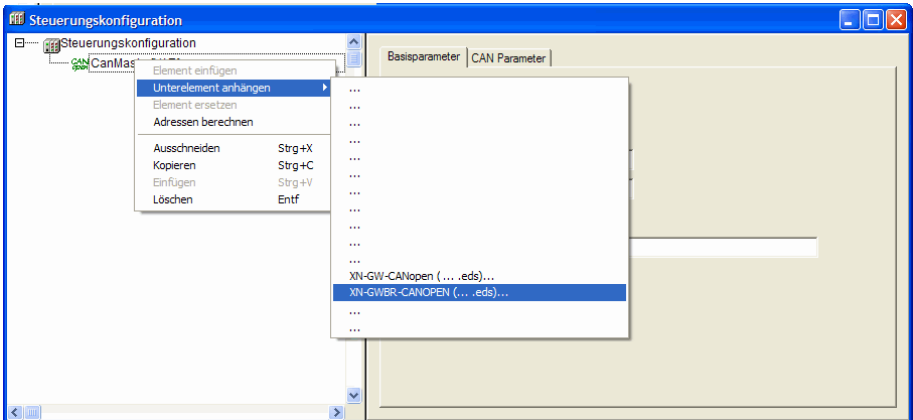 Steuerungskonfiguration
Steuerungskonfiguration
CanMas
Basisparameter
CAN Parameter
Element einfügen
Unterelement anhängen
Element ersetzen
Adressen berechnen
Ausschneiden Strg+X
Kopieren Strg+C
Einfügen Strg+V
Löschen Entf
...
...
...
...
...
...
...
...
...
...
...
XN-GW-CANopen ( ... .eds)...
XN-GWBR-CANOPEN (... .eds)...
...
...